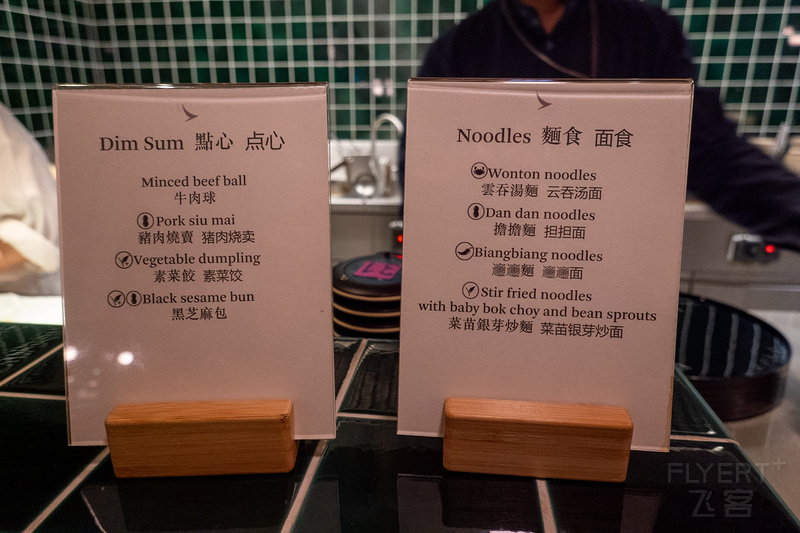 Dim Sum 點心 点心
Minced beef ball
牛肉球
Pork siu mai
豬肉燒賣 猪肉烧卖
Vegetable dumpling
素菜餃 素菜饺
Black sesame bun
黑芝麻包
Noodles 麵食 面食
Wonton noodles
雲吞湯麵 云吞汤面
Dan dan noodles
擔擔麵 担担面
Biangbiang noodles
麵 面
Stir fried noodles
with baby bok choy and bean sprouts
菜苗銀芽炒麵 菜苗银芽炒面
FLYERT+
飞客